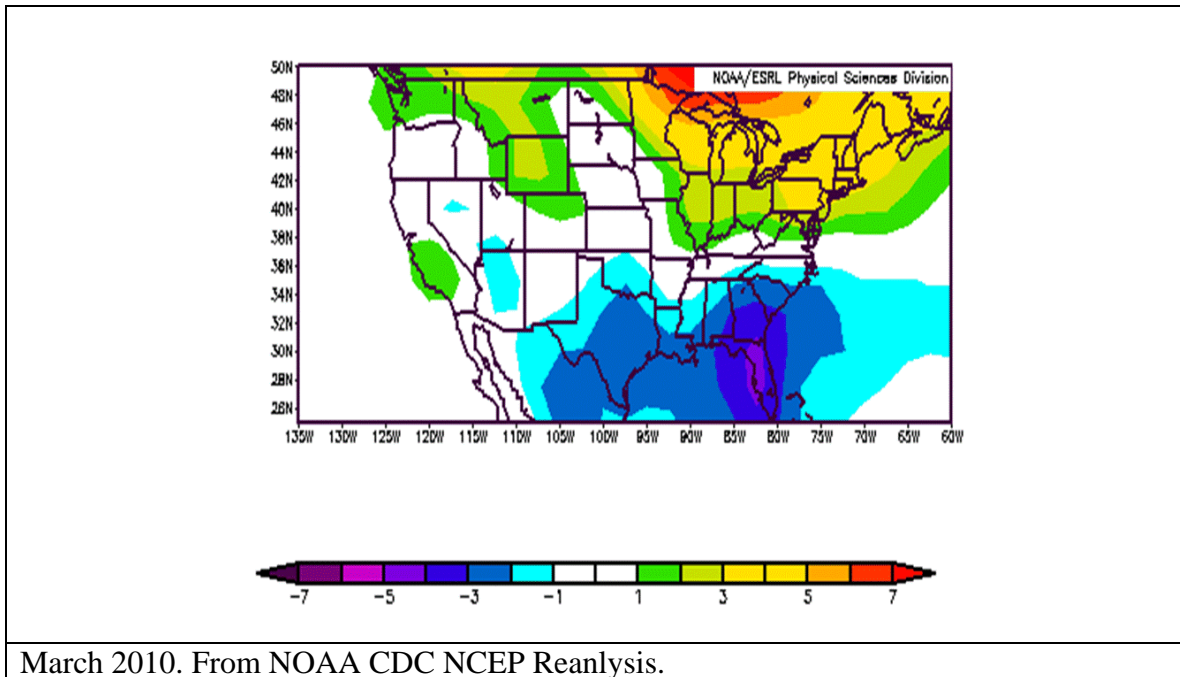 50N
NOAA/ESRL Physical Sciences Division
48N
46N
44N
42N
40N
38N
36N
34N
32N
30N
28N
26N
135W 130W 125W 120W 115W 110W 105W 100W 95W 90W 85W 80W 75W 70W 65W 60W
-7 -5 -3 -1 1 3 5 7
March 2010. From NOAA CDC NCEP Reanlysis.